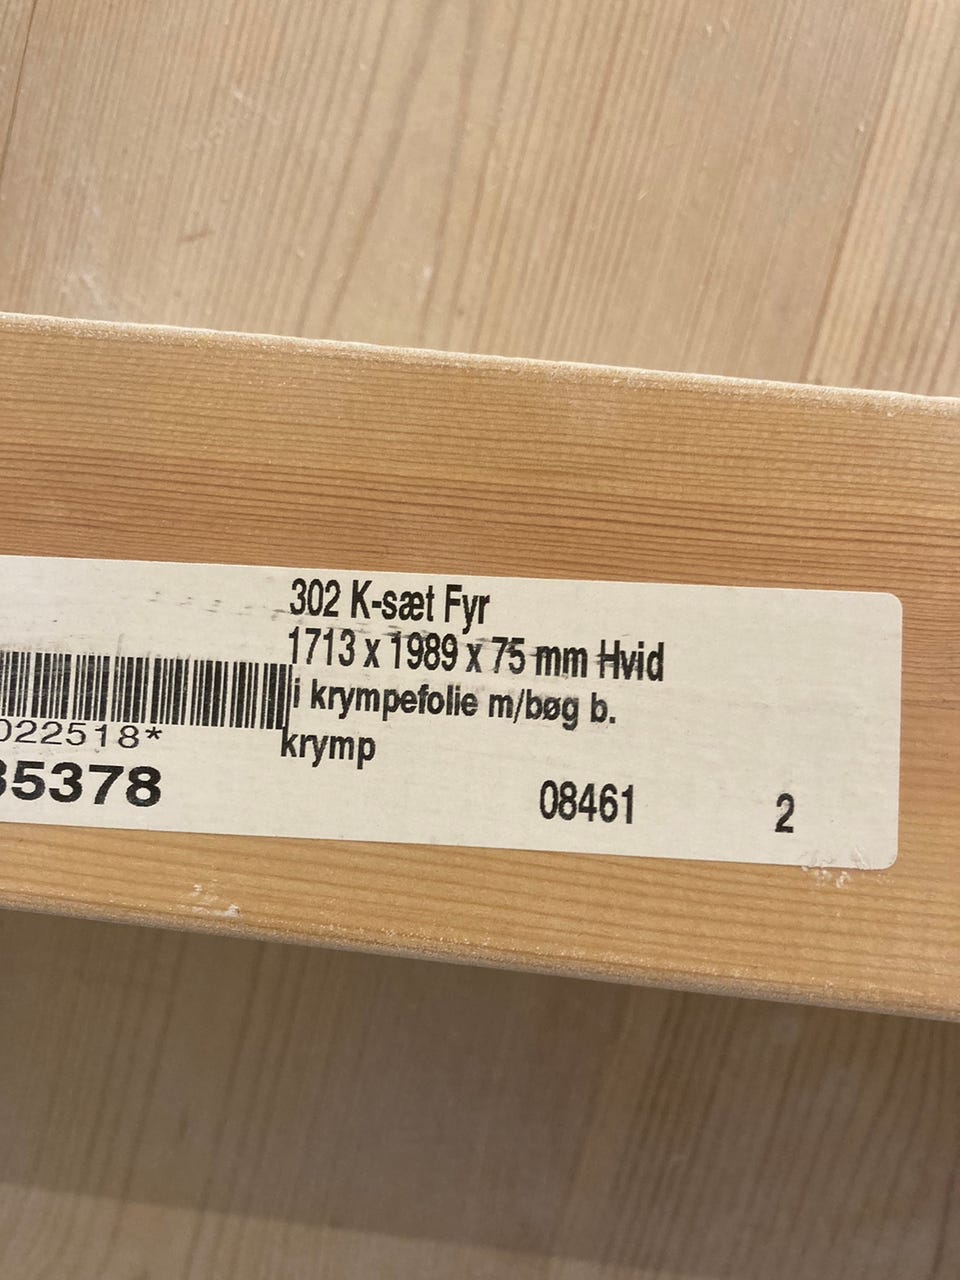 302 K-sæt Fyr
1713 x 1989 x 75 mm Hvid
i krympefolie m/bøg b.
krymp
022518*
35378
08461 2